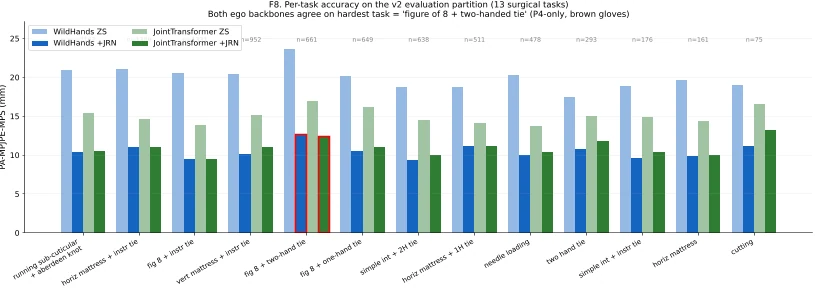 F8. Per-task accuracy on the v2 evaluation partition (13 surgical tasks)
Both ego backbones agree on hardest task = 'figure of 8 + two-handed tie' (P4-only, brown gloves)
WildHands ZS
WildHands +JRN
JointTransformer ZS
JointTransformer +JRN
n=952
n=661
n=649
n=638
n=511
n=478
n=293
n=176
n=161
n=75
PA-MPJPE-MPS (mm)
25
20
15
10
5
0
running sub-cuticular
+ aberdeen knot
horiz mattress + instr tie
fig 8 + instr tie
vert mattress + instr tie
fig 8 + two-hand tie
fig 8 + one-hand tie
simple int + 2H tie
horiz mattress + 1H tie
needle loading
two hand tie
simple int + instr tie
horiz mattress
cutting